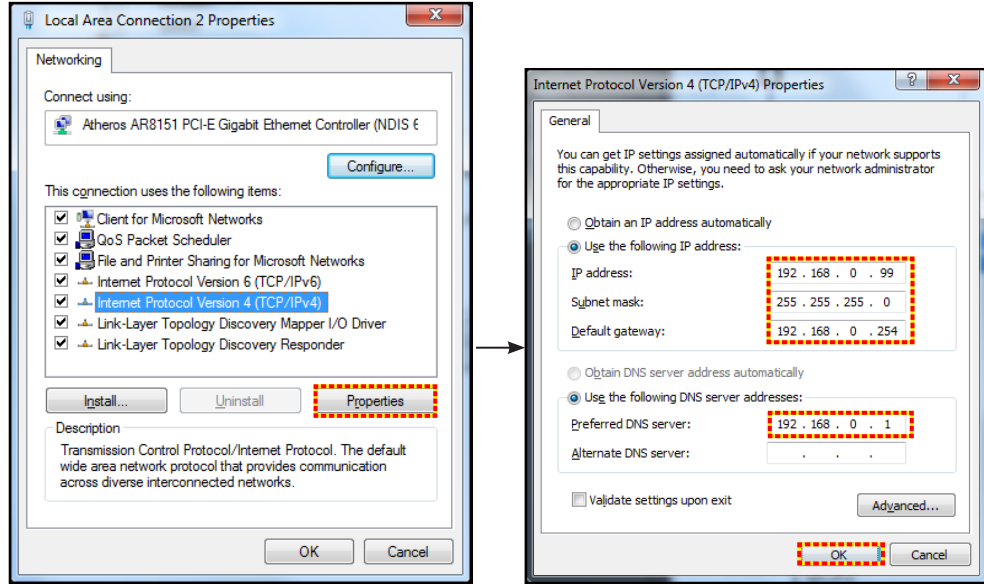 Local Area Connection 2 Properties
Networking
Connect using:
Atheros AR8151 PCI-E Gigabit Ethernet Controller (NDIS 6
Configure...
This connection uses the following items:
Client for Microsoft Networks
QoS Packet Scheduler
File and Printer Sharing for Microsoft Networks
Internet Protocol Version 6 (TCP/IPv6)
Internet Protocol Version 4 (TCP/IPv4)
Link-Layer Topology Discovery Mapper I/O Driver
Link-Layer Topology Discovery Responder
Install...
Uninstall
Properties
Description
Transmission Control Protocol/Internet Protocol. The default
wide area network protocol that provides communication
across diverse interconnected networks.
OK
Cancel
Internet Protocol Version 4 (TCP/IPv4) Properties
General
You can get IP settings assigned automatically if your network supports
this capability. Otherwise, you need to ask your network administrator
for the appropriate IP settings.
Obtain an IP address automatically
Use the following IP address:
IP address: 192 . 168 . 0 . 99
Subnet mask: 255 . 255 . 255 . 0
Default gateway: 192 . 168 . 0 . 254
Obtain DNS server address automatically
Use the following DNS server addresses:
Preferred DNS server: 192 . 168 . 0 . 1
Alternate DNS server: . . .
Validate settings upon exit
Advanced...
OK
Cancel